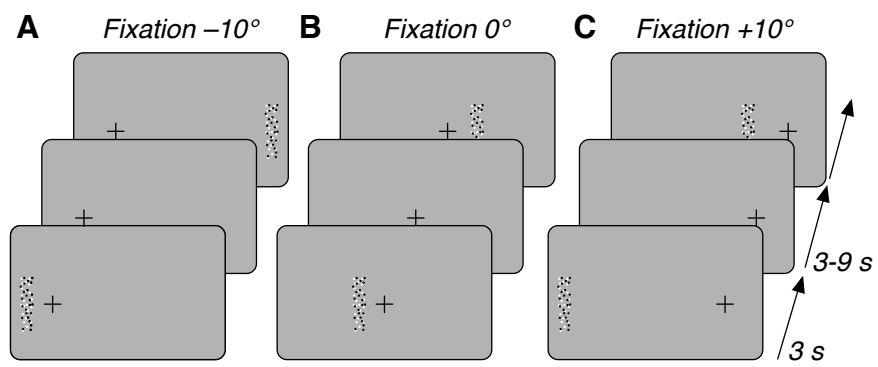 A Fixation –10°
B Fixation 0°
C Fixation +10°
3-9 s
3 s